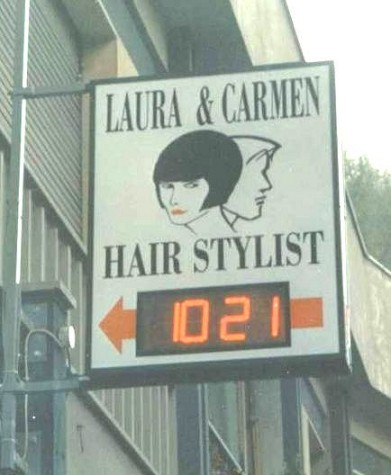 LAURA & CARMEN
HAIR STYLIST
1021